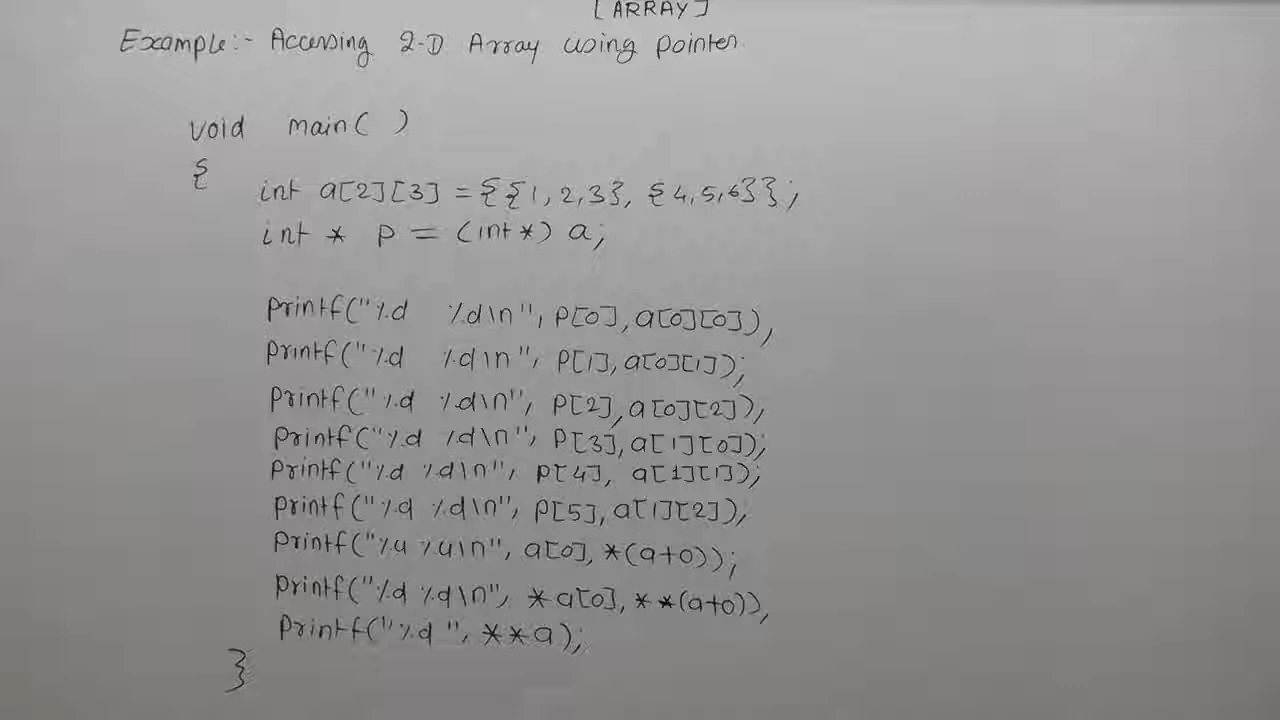 [ARRAY]
Example:- Accessing 2-D Array using pointer.
void main( )
{
int a[2][3] = {{1, 2, 3}, {4, 5, 6}};
int * p = (int *) a;
printf("%d %d\n", p[0], a[0][0]);
printf("%d %d\n", p[1], a[0][1]);
printf("%d %d\n", p[2], a[0][2]);
printf("%d %d\n", p[3], a[1][0]);
printf("%d %d\n", p[4], a[1][1]);
printf("%d %d\n", p[5], a[1][2]);
printf("%u %u\n", a[0], *(a+0));
printf("%d %d\n", *a[0], **(a+0));
printf("%d ", **a);
}